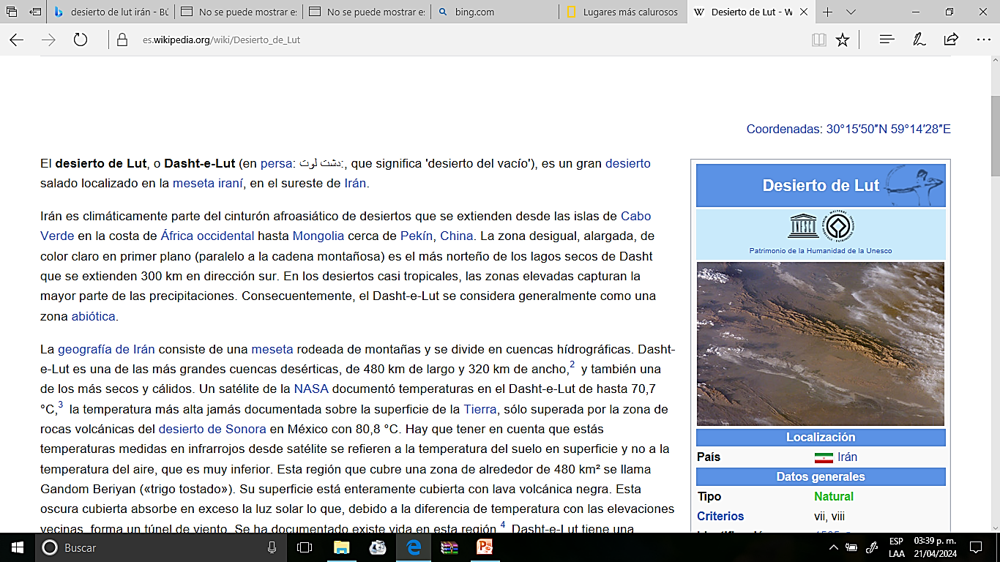 desierto de lut irán - Bú
No se puede mostrar es
No se puede mostrar es
bing.com
Lugares más calurosos
Desierto de Lut - W
es.wikipedia.org/wiki/Desierto_de_Lut
Coordenadas: 30°15′50″N 59°14′28″E
El desierto de Lut, o Dasht-e-Lut (en persa: دشت لوت:, que significa 'desierto del vacío'), es un gran desierto
salado localizado en la meseta iraní, en el sureste de Irán.
Irán es climáticamente parte del cinturón afroasiático de desiertos que se extienden desde las islas de Cabo
Verde en la costa de África occidental hasta Mongolia cerca de Pekín, China. La zona desigual, alargada, de
color claro en primer plano (paralelo a la cadena montañosa) es el más norteño de los lagos secos de Dasht
que se extienden 300 km en dirección sur. En los desiertos casi tropicales, las zonas elevadas capturan la
mayor parte de las precipitaciones. Consecuentemente, el Dasht-e-Lut se considera generalmente como una
zona abiótica.
La geografía de Irán consiste de una meseta rodeada de montañas y se divide en cuencas hídrográficas. Dasht-
e-Lut es una de las más grandes cuencas desérticas, de 480 km de largo y 320 km de ancho,2 y también una
de los más secos y cálidos. Un satélite de la NASA documentó temperaturas en el Dasht-e-Lut de hasta 70,7
°C,3 la temperatura más alta jamás documentada sobre la superficie de la Tierra, sólo superada por la zona de
rocas volcánicas del desierto de Sonora en México con 80,8 °C. Hay que tener en cuenta que estás
temperaturas medidas en infrarrojos desde satélite se refieren a la temperatura del suelo en superficie y no a la
temperatura del aire, que es muy inferior. Esta región que cubre una zona de alrededor de 480 km² se llama
Gandom Beriyan («trigo tostado»). Su superficie está enteramente cubierta con lava volcánica negra. Esta
oscura cubierta absorbe en exceso la luz solar lo que, debido a la diferencia de temperatura con las elevaciones
vecinas, forma un túnel de viento. Se ha documentado existe vida en esta región.4 Dasht-e-Lut tiene una
Desierto de Lut
Patrimonio de la Humanidad de la Unesco
Localización
País Irán
Datos generales
Tipo Natural
Criterios vii, viii
Buscar
ESP
LAA
03:39 p. m.
21/04/2024